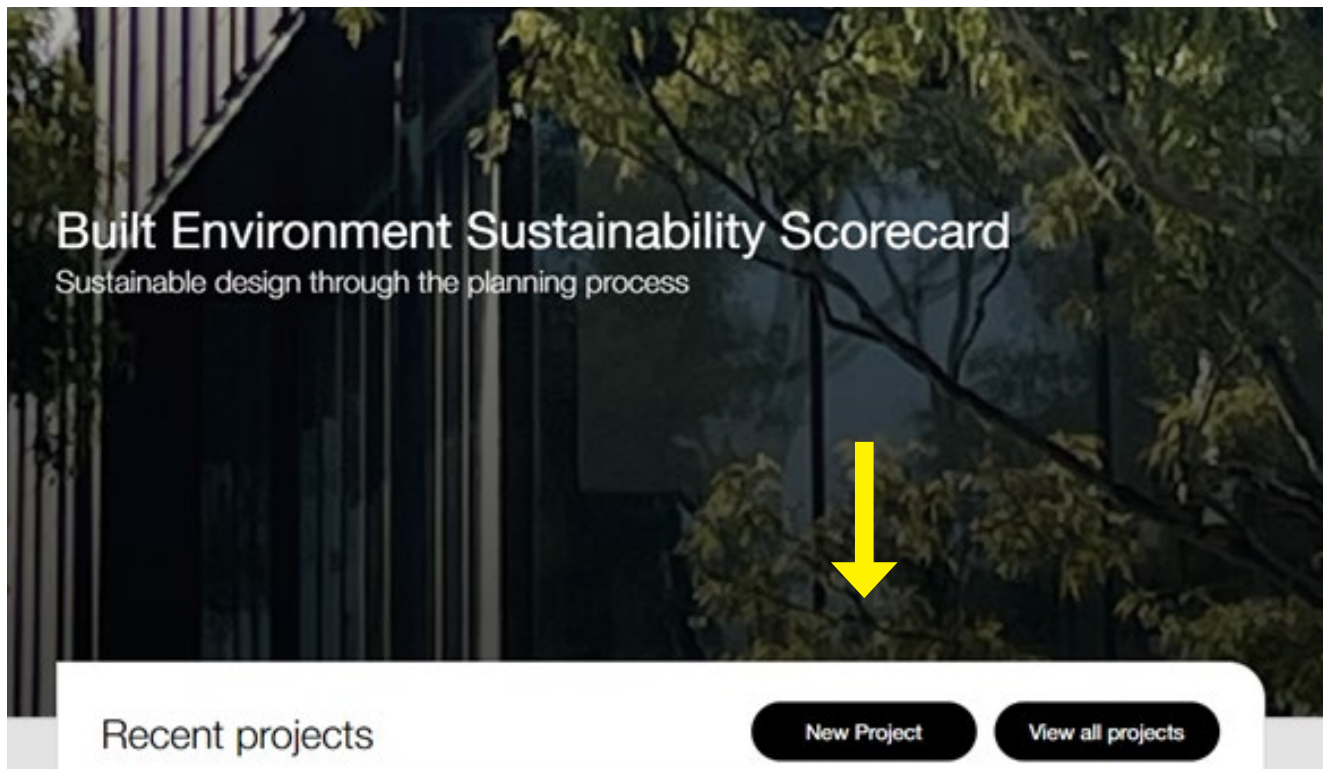 Built Environment Sustainability Scorecard
Sustainable design through the planning process
Recent projects
New Project
View all projects